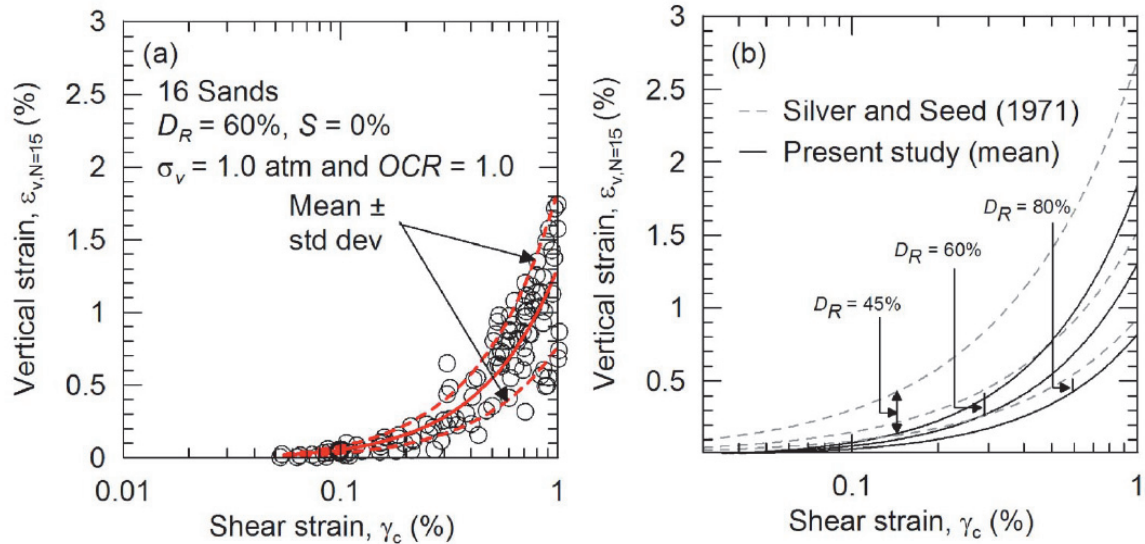 (a)
16 Sands
D_R = 60%, S = 0%
σ_v = 1.0 atm and OCR = 1.0
Mean ±
std dev
Vertical strain, ε_v,N=15 (%)
3
2.5
2
1.5
1
0.5
0
0.01
0.1
1
Shear strain, γ_c (%)
(b)
Silver and Seed (1971)
Present study (mean)
D_R = 80%
D_R = 60%
D_R = 45%
Vertical strain, ε_v,N=15 (%)
3
2.5
2
1.5
1
0.5
0.1
1
Shear strain, γ_c (%)